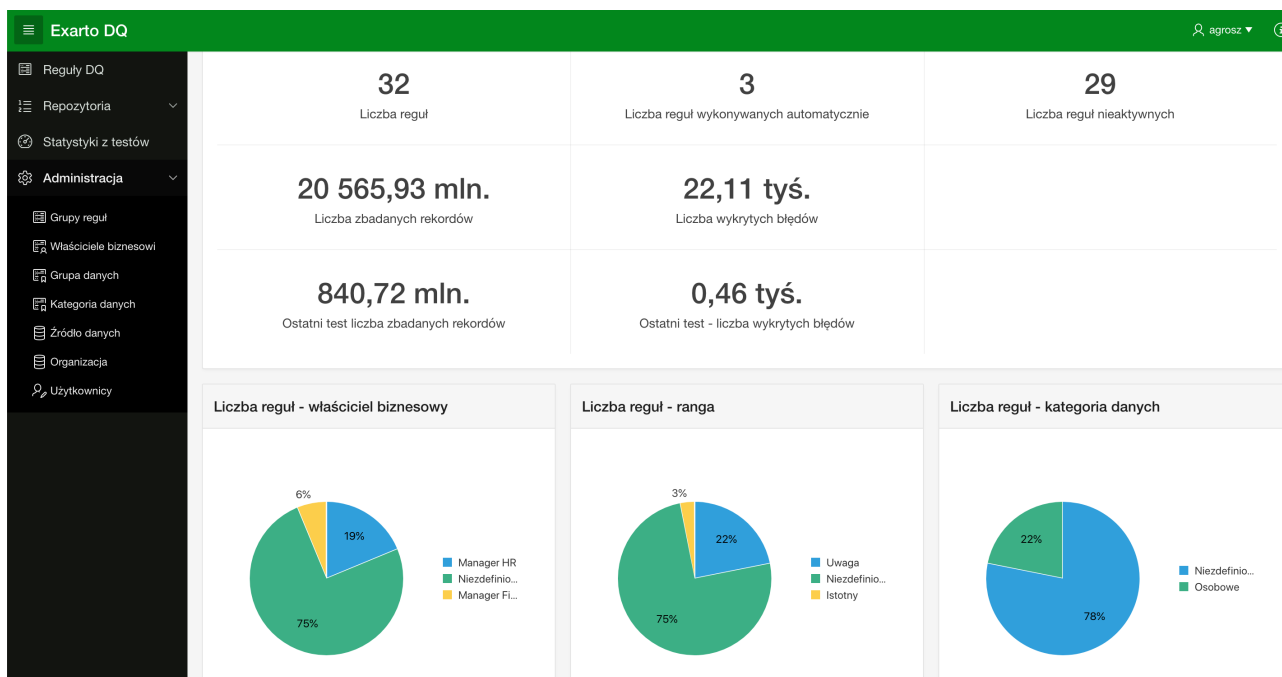 Exarto DQ
agrosz
Reguły DQ
Repozytoria
Statystyki z testów
Administracja
Grupy reguł
Właściciele biznesowi
Grupa danych
Kategoria danych
Źródło danych
Organizacja
Użytkownicy
32
Liczba reguł
3
Liczba reguł wykonywanych automatycznie
29
Liczba reguł nieaktywnych
20 565,93 mln.
Liczba zbadanych rekordów
22,11 tyś.
Liczba wykrytych błędów
840,72 mln.
Ostatni test liczba zbadanych rekordów
0,46 tyś.
Ostatni test - liczba wykrytych błędów
Liczba reguł - właściciel biznesowy
6%
19%
75%
Manager HR
Niezdefinio...
Manager Fi...
Liczba reguł - ranga
3%
22%
75%
Uwaga
Niezdefinio...
Istotny
Liczba reguł - kategoria danych
22%
78%
Niezdefinio...
Osobowe